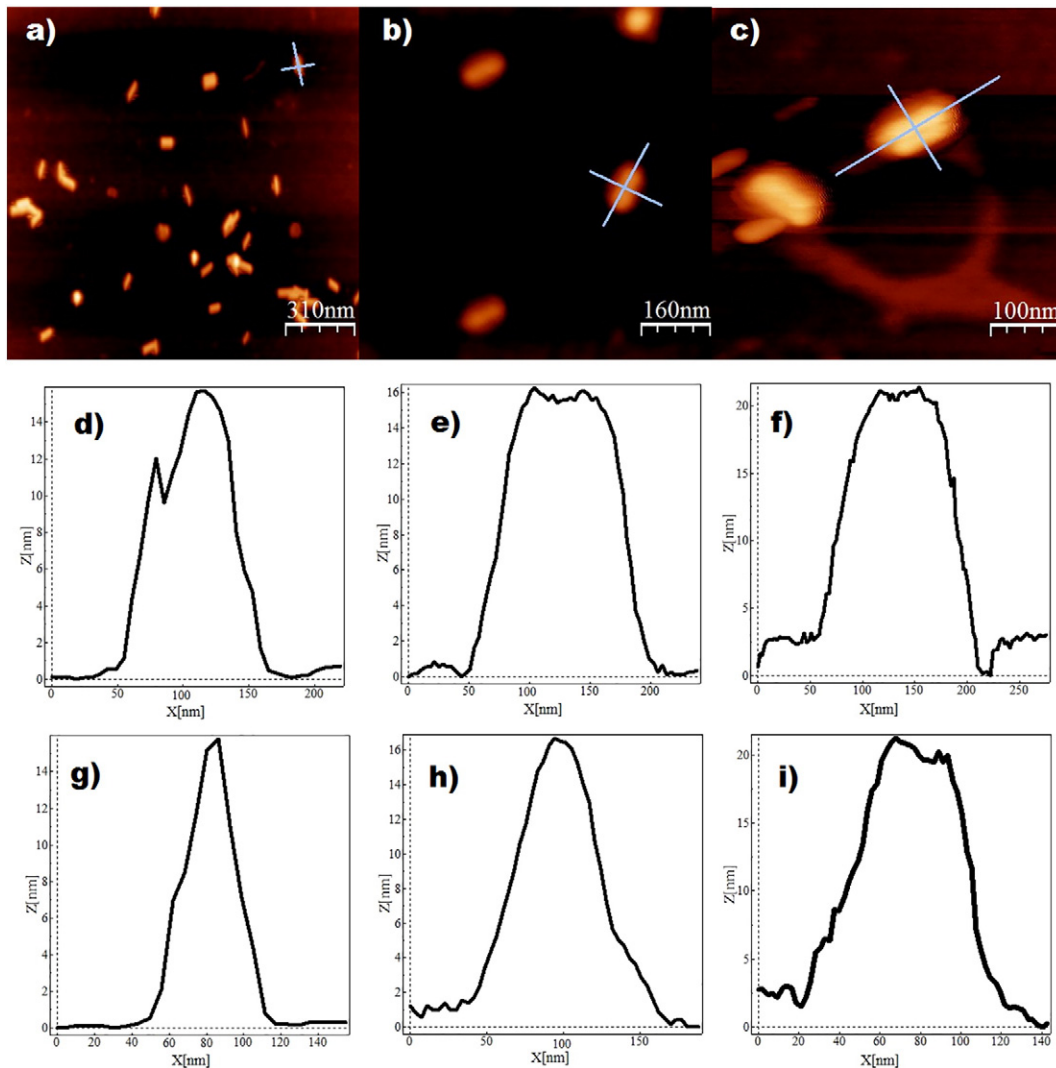 a) b) c)
310nm 160nm 100nm
d) e) f)
Z[nm] Z[nm] Z[nm]
14 12 10 8 6 4 2 0
16 14 12 10 8 6 4 2 0
20 15 10 5 0
0 50 100 150 200
0 50 100 150 200
0 50 100 150 200 250
X[nm] X[nm] X[nm]
g) h) i)
Z[nm] Z[nm] Z[nm]
14 12 10 8 6 4 2 0
16 14 12 10 8 6 4 2 0
20 15 10 5 0
0 20 40 60 80 100 120 140
0 50 100 150
0 20 40 60 80 100 120 140
X[nm] X[nm] X[nm]